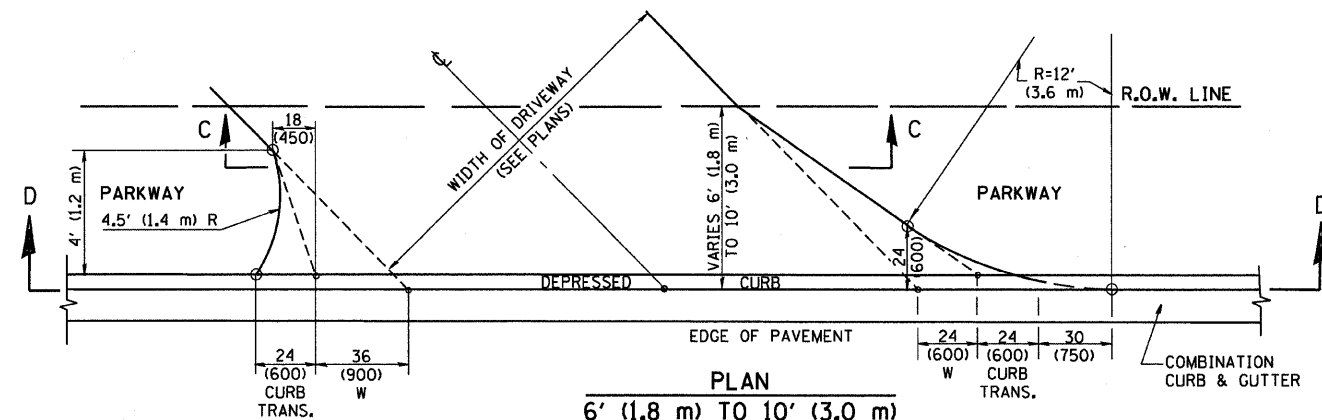 WIDTH OF DRIVEWAY
(SEE PLANS)
℄
R=12'
(3.6 m)
R.O.W. LINE
C
18
(450)
C
4' (1.2 m)
PARKWAY
4.5' (1.4 m) R
VARIES 6' (1.8 m)
TO 10' (3.0 m)
PARKWAY
24
(600)
D
D
DEPRESSED CURB
EDGE OF PAVEMENT
24
(600)
CURB
TRANS.
36
(900)
W
24
(600)
W
24
(600)
CURB
TRANS.
30
(750)
COMBINATION
CURB & GUTTER
PLAN
6' (1.8 m) TO 10' (3.0 m)